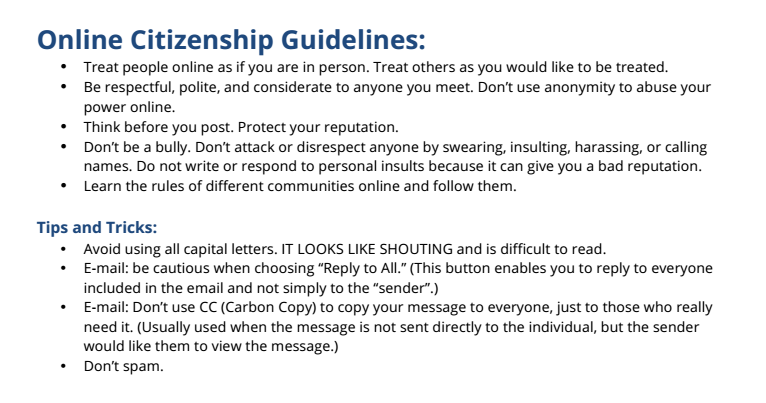 Online Citizenship Guidelines:
• Treat people online as if you are in person. Treat others as you would like to be treated.
• Be respectful, polite, and considerate to anyone you meet. Don’t use anonymity to abuse your
power online.
• Think before you post. Protect your reputation.
• Don’t be a bully. Don’t attack or disrespect anyone by swearing, insulting, harassing, or calling
names. Do not write or respond to personal insults because it can give you a bad reputation.
• Learn the rules of different communities online and follow them.
Tips and Tricks:
• Avoid using all capital letters. IT LOOKS LIKE SHOUTING and is difficult to read.
• E-mail: be cautious when choosing “Reply to All.” (This button enables you to reply to everyone
included in the email and not simply to the “sender”.)
• E-mail: Don’t use CC (Carbon Copy) to copy your message to everyone, just to those who really
need it. (Usually used when the message is not sent directly to the individual, but the sender
would like them to view the message.)
• Don’t spam.